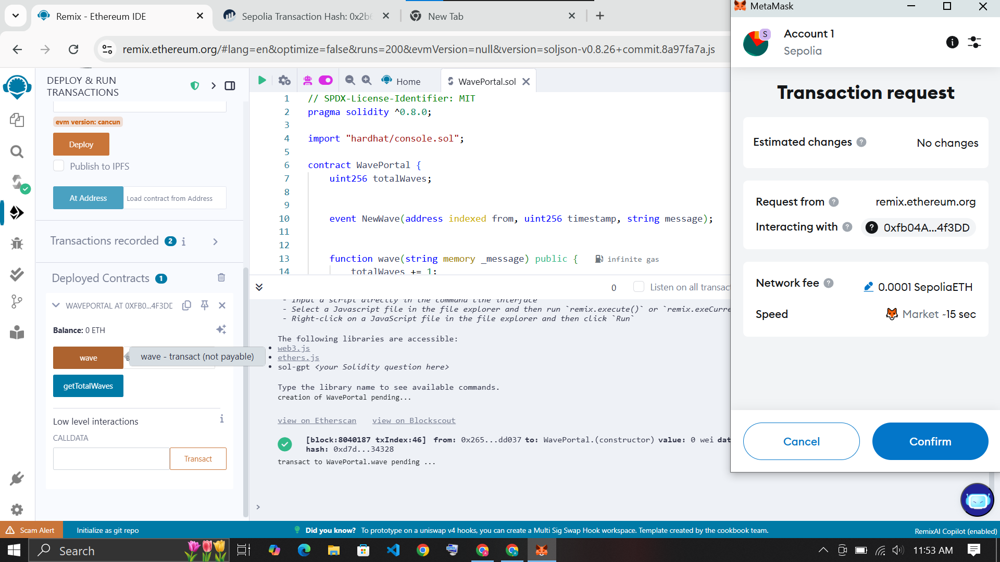 Remix - Ethereum IDE
Sepolia Transaction Hash: 0x2b6
New Tab
remix.ethereum.org/#lang=en&optimize=false&runs=200&evmVersion=null&version=soljson-v0.8.26+commit.8a97fa7a.js
DEPLOY & RUN
TRANSACTIONS
evm version: cancun
Deploy
Publish to IPFS
At Address
Load contract from Address
Transactions recorded 2 i
Deployed Contracts 1
WAVEPORTAL AT 0XFB0...4F3DD
Balance: 0 ETH
wave
wave - transact (not payable)
getTotalWaves
Low level interactions
CALLDATA
Transact
Home
WavePortal.sol
1 // SPDX-License-Identifier: MIT
2 pragma solidity ^0.8.0;
3
4 import "hardhat/console.sol";
5
6 contract WavePortal {
7 uint256 totalWaves;
8
9
10 event NewWave(address indexed from, uint256 timestamp, string message);
11
12
13 function wave(string memory _message) public { infinite gas
14 totalWaves += 1;
0
Listen on all transac
- Input a script directly in the command line interface
- Select a Javascript file in the file explorer and then run `remix.execute()` or `remix.exeCurre
- Right-click on a JavaScript file in the file explorer and then click `Run`
The following libraries are accessible:
• web3.js
• ethers.js
• sol-gpt <your Solidity question here>
Type the library name to see available commands.
creation of WavePortal pending...
view on Etherscan view on Blockscout
[block:8040187 txIndex:46] from: 0x265...dd037 to: WavePortal.(constructor) value: 0 wei dat
hash: 0xd7d...34328
transact to WavePortal.wave pending ...
>
MetaMask
S
Account 1
Sepolia
Transaction request
Estimated changes ? No changes
Request from ? remix.ethereum.org
Interacting with ? ? 0xfb04A...4f3DD
Network fee ? 0.0001 SepoliaETH
Speed Market ~15 sec
Cancel
Confirm
Scam Alert
Initialize as git repo
Did you know? To prototype on a uniswap v4 hooks, you can create a Multi Sig Swap Hook workspace. Template created by the cookbook team.
RemixAI Copilot (enabled)
Search
11:53 AM